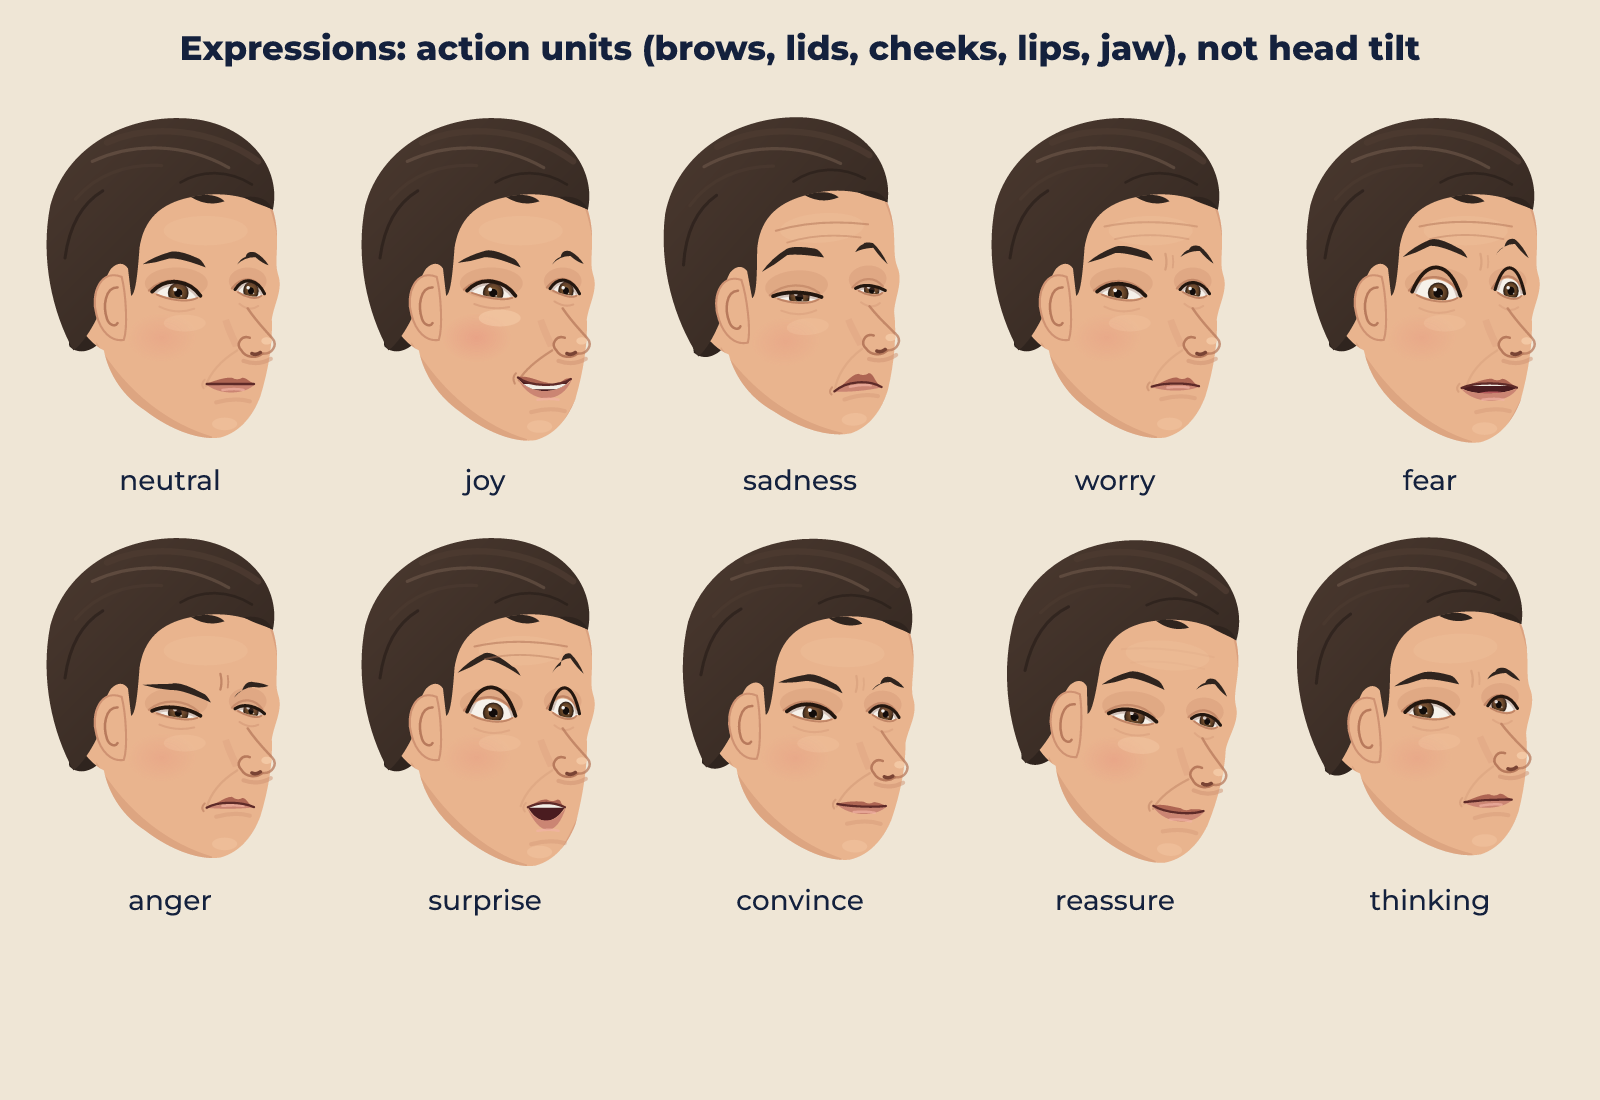 Expressions: action units (brows, lids, cheeks, lips, jaw), not head tilt
neutral
joy
sadness
worry
fear
anger
surprise
convince
reassure
thinking